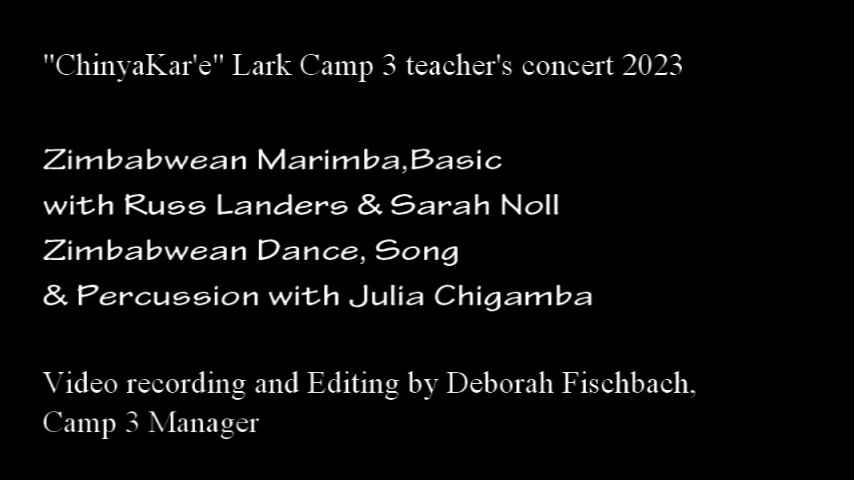 "ChinyaKar'e" Lark Camp 3 teacher's concert 2023
Zimbabwean Marimba,Basic
with Russ Landers & Sarah Noll
Zimbabwean Dance, Song
& Percussion with Julia Chigamba
Video recording and Editing by Deborah Fischbach,
Camp 3 Manager